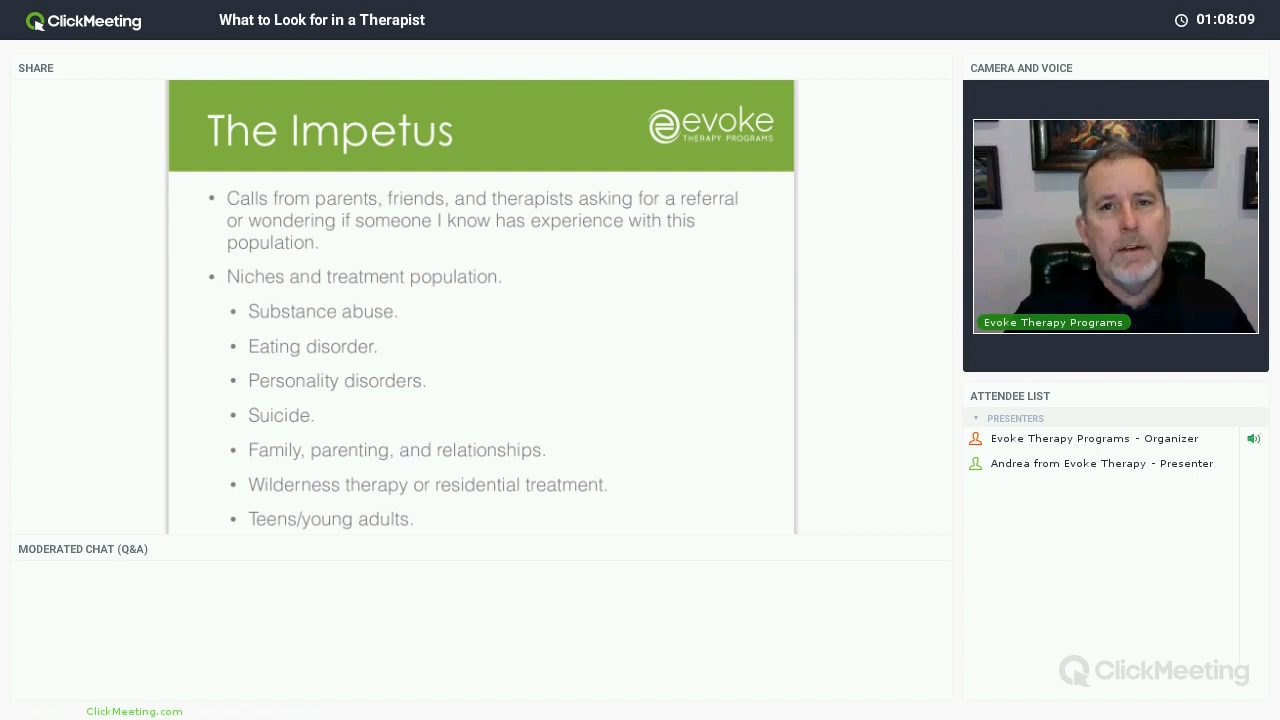 ClickMeeting
What to Look for in a Therapist
01:08:09
SHARE
The Impetus
evoke
THERAPY PROGRAMS
• Calls from parents, friends, and therapists asking for a referral
or wondering if someone I know has experience with this
population.
• Niches and treatment population.
• Substance abuse.
• Eating disorder.
• Personality disorders.
• Suicide.
• Family, parenting, and relationships.
• Wilderness therapy or residential treatment.
• Teens/young adults.
MODERATED CHAT (Q&A)
CAMERA AND VOICE
Evoke Therapy Programs
ATTENDEE LIST
PRESENTERS
Evoke Therapy Programs - Organizer
Andrea from Evoke Therapy - Presenter
ClickMeeting
ClickMeeting.com